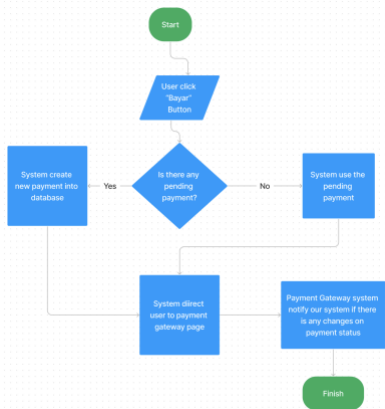 Start
User click
"Bayar"
Button
Is there any
pending
payment?
Yes
No
System create
new payment into
database
System use the
pending
payment
System diirect
user to payment
gateway page
Payment Gateway system
notify our system if there
is any changes on
payment status
Finish